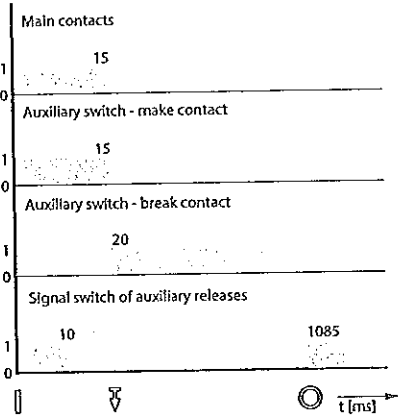 Main contacts
15
1
0
Auxiliary switch - make contact
15
1
0
Auxiliary switch - break contact
20
1
0
Signal switch of auxiliary releases
10
1085
1
0
t [ms]